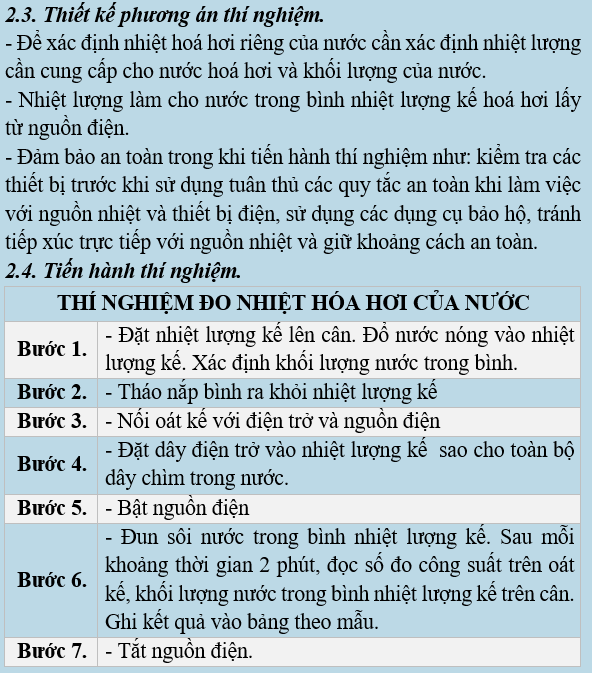 2.3. Thiết kế phương án thí nghiệm.
- Để xác định nhiệt hoá hơi riêng của nước cần xác định nhiệt lượng
cần cung cấp cho nước hoá hơi và khối lượng của nước.
- Nhiệt lượng làm cho nước trong bình nhiệt lượng kế hoá hơi lấy
từ nguồn điện.
- Đảm bảo an toàn trong khi tiến hành thí nghiệm như: kiểm tra các
thiết bị trước khi sử dụng tuân thủ các quy tắc an toàn khi làm việc
với nguồn nhiệt và thiết bị điện, sử dụng các dụng cụ bảo hộ, tránh
tiếp xúc trực tiếp với nguồn nhiệt và giữ khoảng cách an toàn.
2.4. Tiến hành thí nghiệm.
THÍ NGHIỆM ĐO NHIỆT HÓA HƠI CỦA NƯỚC
Bước 1. - Đặt nhiệt lượng kế lên cân. Đổ nước nóng vào nhiệt
lượng kế. Xác định khối lượng nước trong bình.
Bước 2. - Tháo nắp bình ra khỏi nhiệt lượng kế
Bước 3. - Nối oát kế với điện trở và nguồn điện
Bước 4. - Đặt dây điện trở vào nhiệt lượng kế sao cho toàn bộ
dây chìm trong nước.
Bước 5. - Bật nguồn điện
Bước 6. - Đun sôi nước trong bình nhiệt lượng kế. Sau mỗi
khoảng thời gian 2 phút, đọc số đo công suất trên oát
kế, khối lượng nước trong bình nhiệt lượng kế trên cân.
Ghi kết quả vào bảng theo mẫu.
Bước 7. - Tắt nguồn điện.